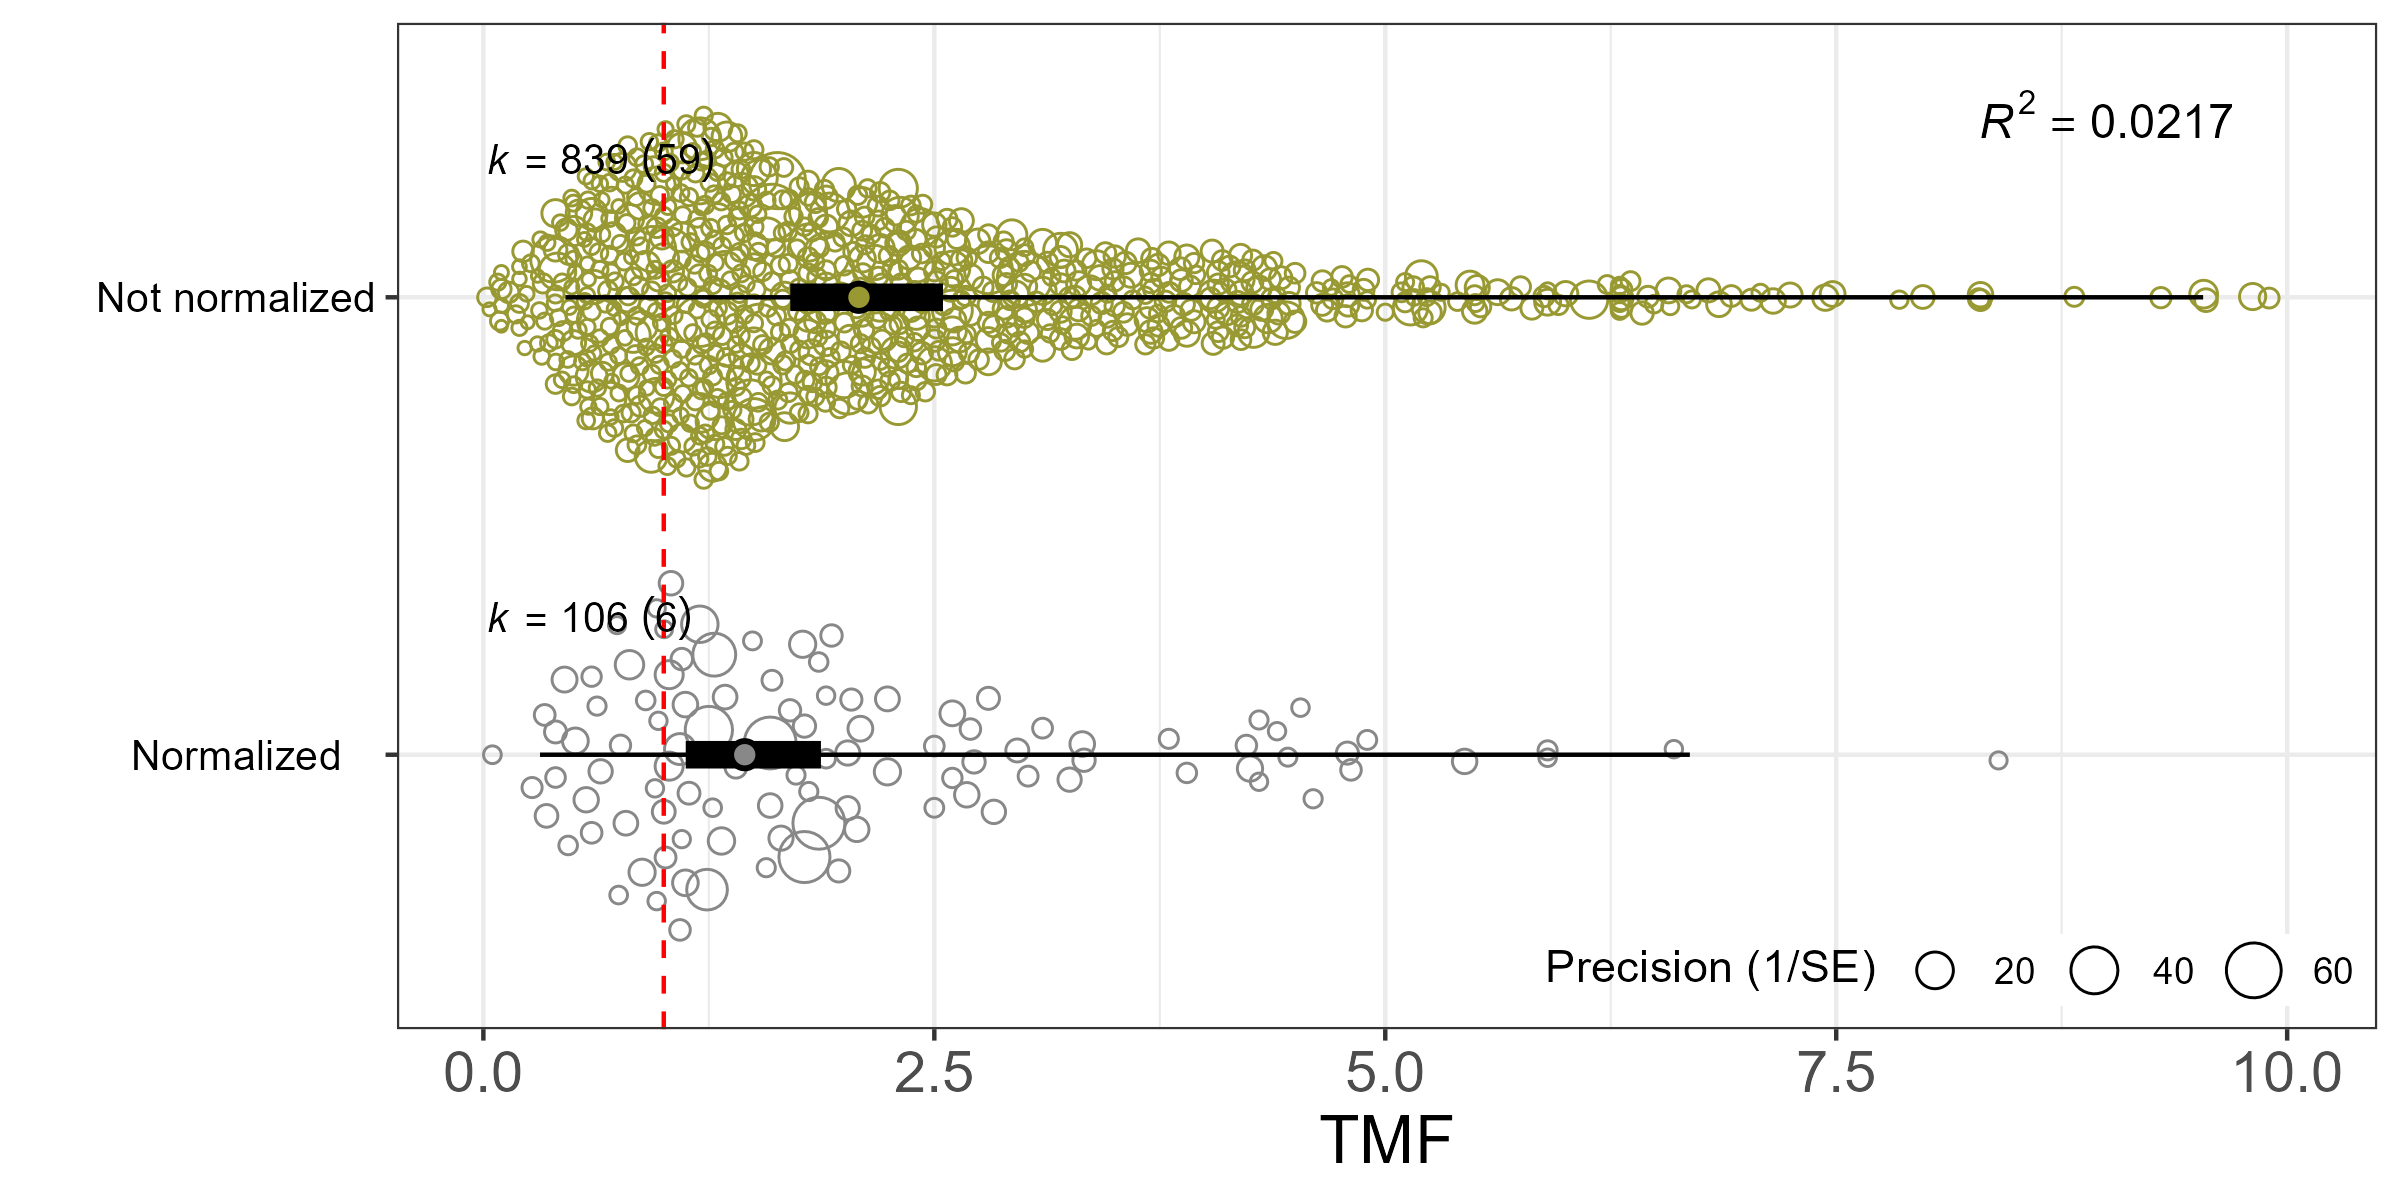 R² = 0.0217
k = 839 (59)
Not normalized
k = 106 (6)
Normalized
Precision (1/SE) 20 40 60
0.0 2.5 5.0 7.5 10.0
TMF